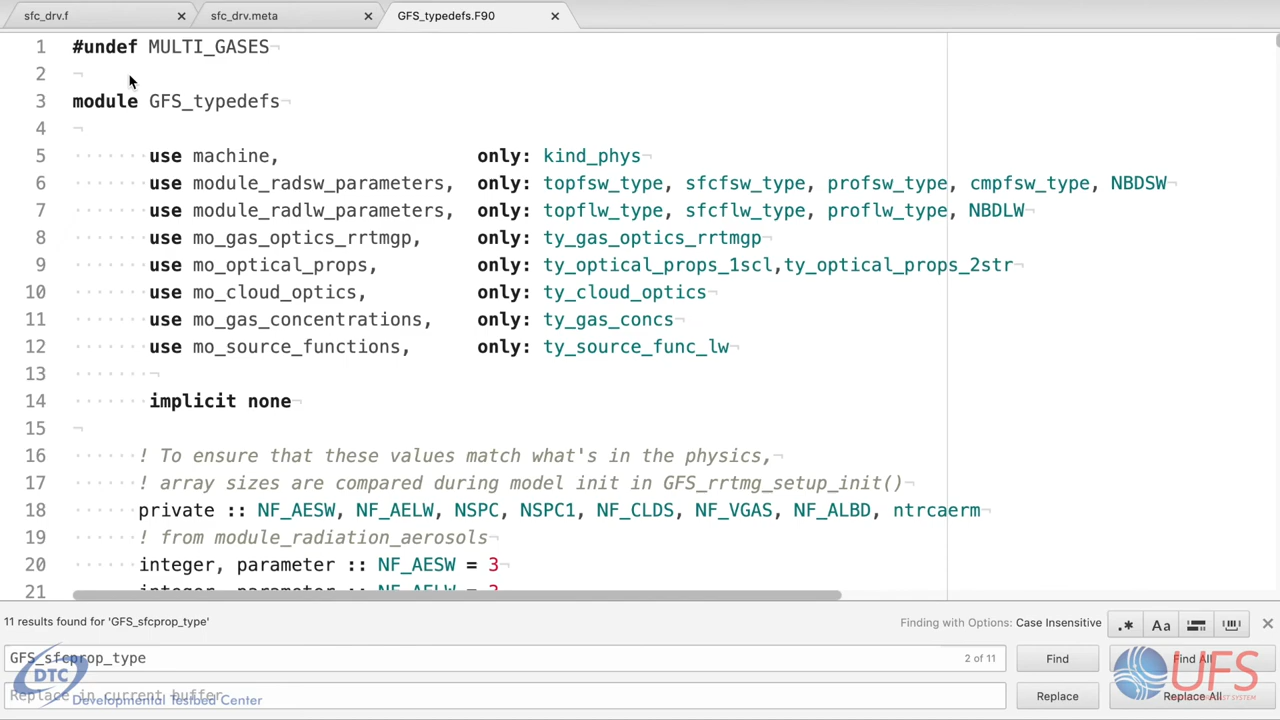 sfc_drv.f
sfc_drv.meta
GFS_typedefs.F90
1 #undef MULTI_GASES
2
3 module GFS_typedefs
4
5 use machine, only: kind_phys
6 use module_radsw_parameters, only: topfsw_type, sfcfsw_type, profsw_type, cmpfsw_type, NBDSW
7 use module_radlw_parameters, only: topflw_type, sfcflw_type, proflw_type, NBDLW
8 use mo_gas_optics_rrtmgp, only: ty_gas_optics_rrtmgp
9 use mo_optical_props, only: ty_optical_props_1scl,ty_optical_props_2str
10 use mo_cloud_optics, only: ty_cloud_optics
11 use mo_gas_concentrations, only: ty_gas_concs
12 use mo_source_functions, only: ty_source_func_lw
13
14 implicit none
15
16 ! To ensure that these values match what's in the physics,
17 ! array sizes are compared during model init in GFS_rrtmg_setup_init()
18 private :: NF_AESW, NF_AELW, NSPC, NSPC1, NF_CLDS, NF_VGAS, NF_ALBD, ntrcaerm
19 ! from module_radiation_aerosols
20 integer, parameter :: NF_AESW = 3
21 integer, parameter :: NF_AELW = 3
11 results found for 'GFS_sfcprop_type'
Finding with Options: Case Insensitive
.* Aa
GFS_sfcprop_type
2 of 11
Find
Find All
Replace in current buffer
Replace
Replace All
DTC
Developmental Testbed Center
UFS